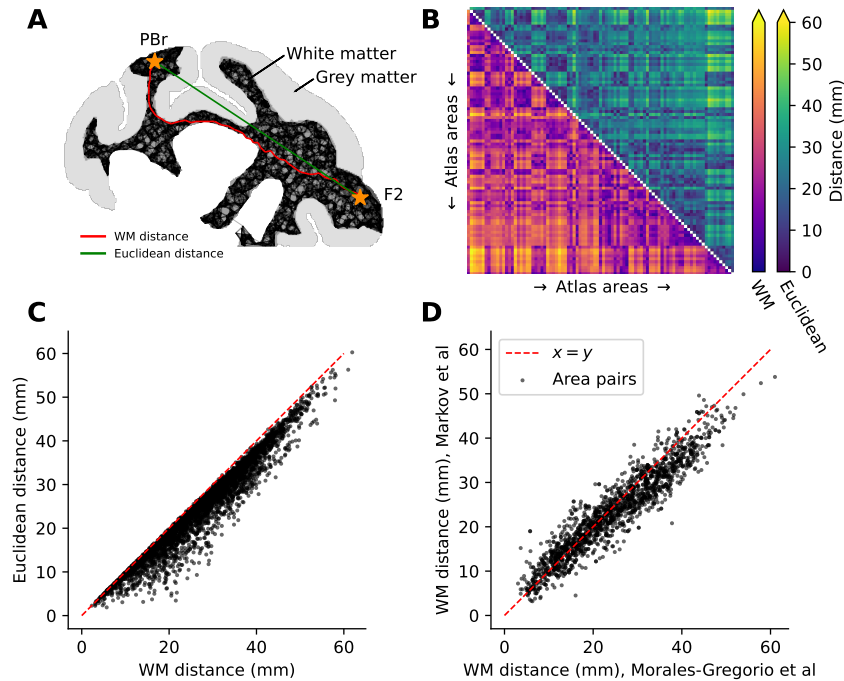 A
PBr
White matter
Grey matter
F2
WM distance
Euclidean distance
B
← Atlas areas ←
→ Atlas areas →
60
50
40
30
20
10
0
Distance (mm)
WM
Euclidean
C
Euclidean distance (mm)
60
50
40
30
20
10
0
0 20 40 60
WM distance (mm)
D
WM distance (mm), Markov et al
x = y
Area pairs
60
50
40
30
20
10
0
0 20 40 60
WM distance (mm), Morales-Gregorio et al